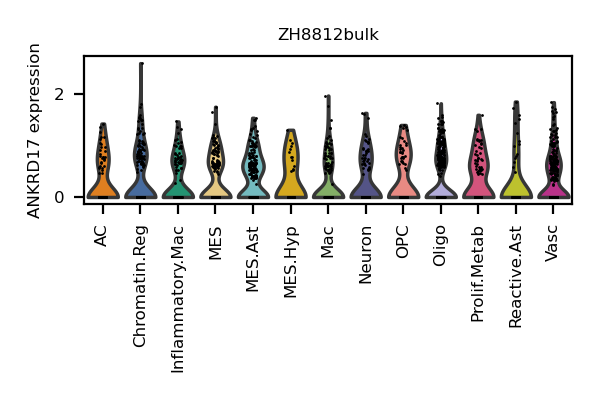 ZH8812bulk
ANKRD17 expression
2
0
AC
Chromatin.Reg
Inflammatory.Mac
MES
MES.Ast
MES.Hyp
Mac
Neuron
OPC
Oligo
Prolif.Metab
Reactive.Ast
Vasc